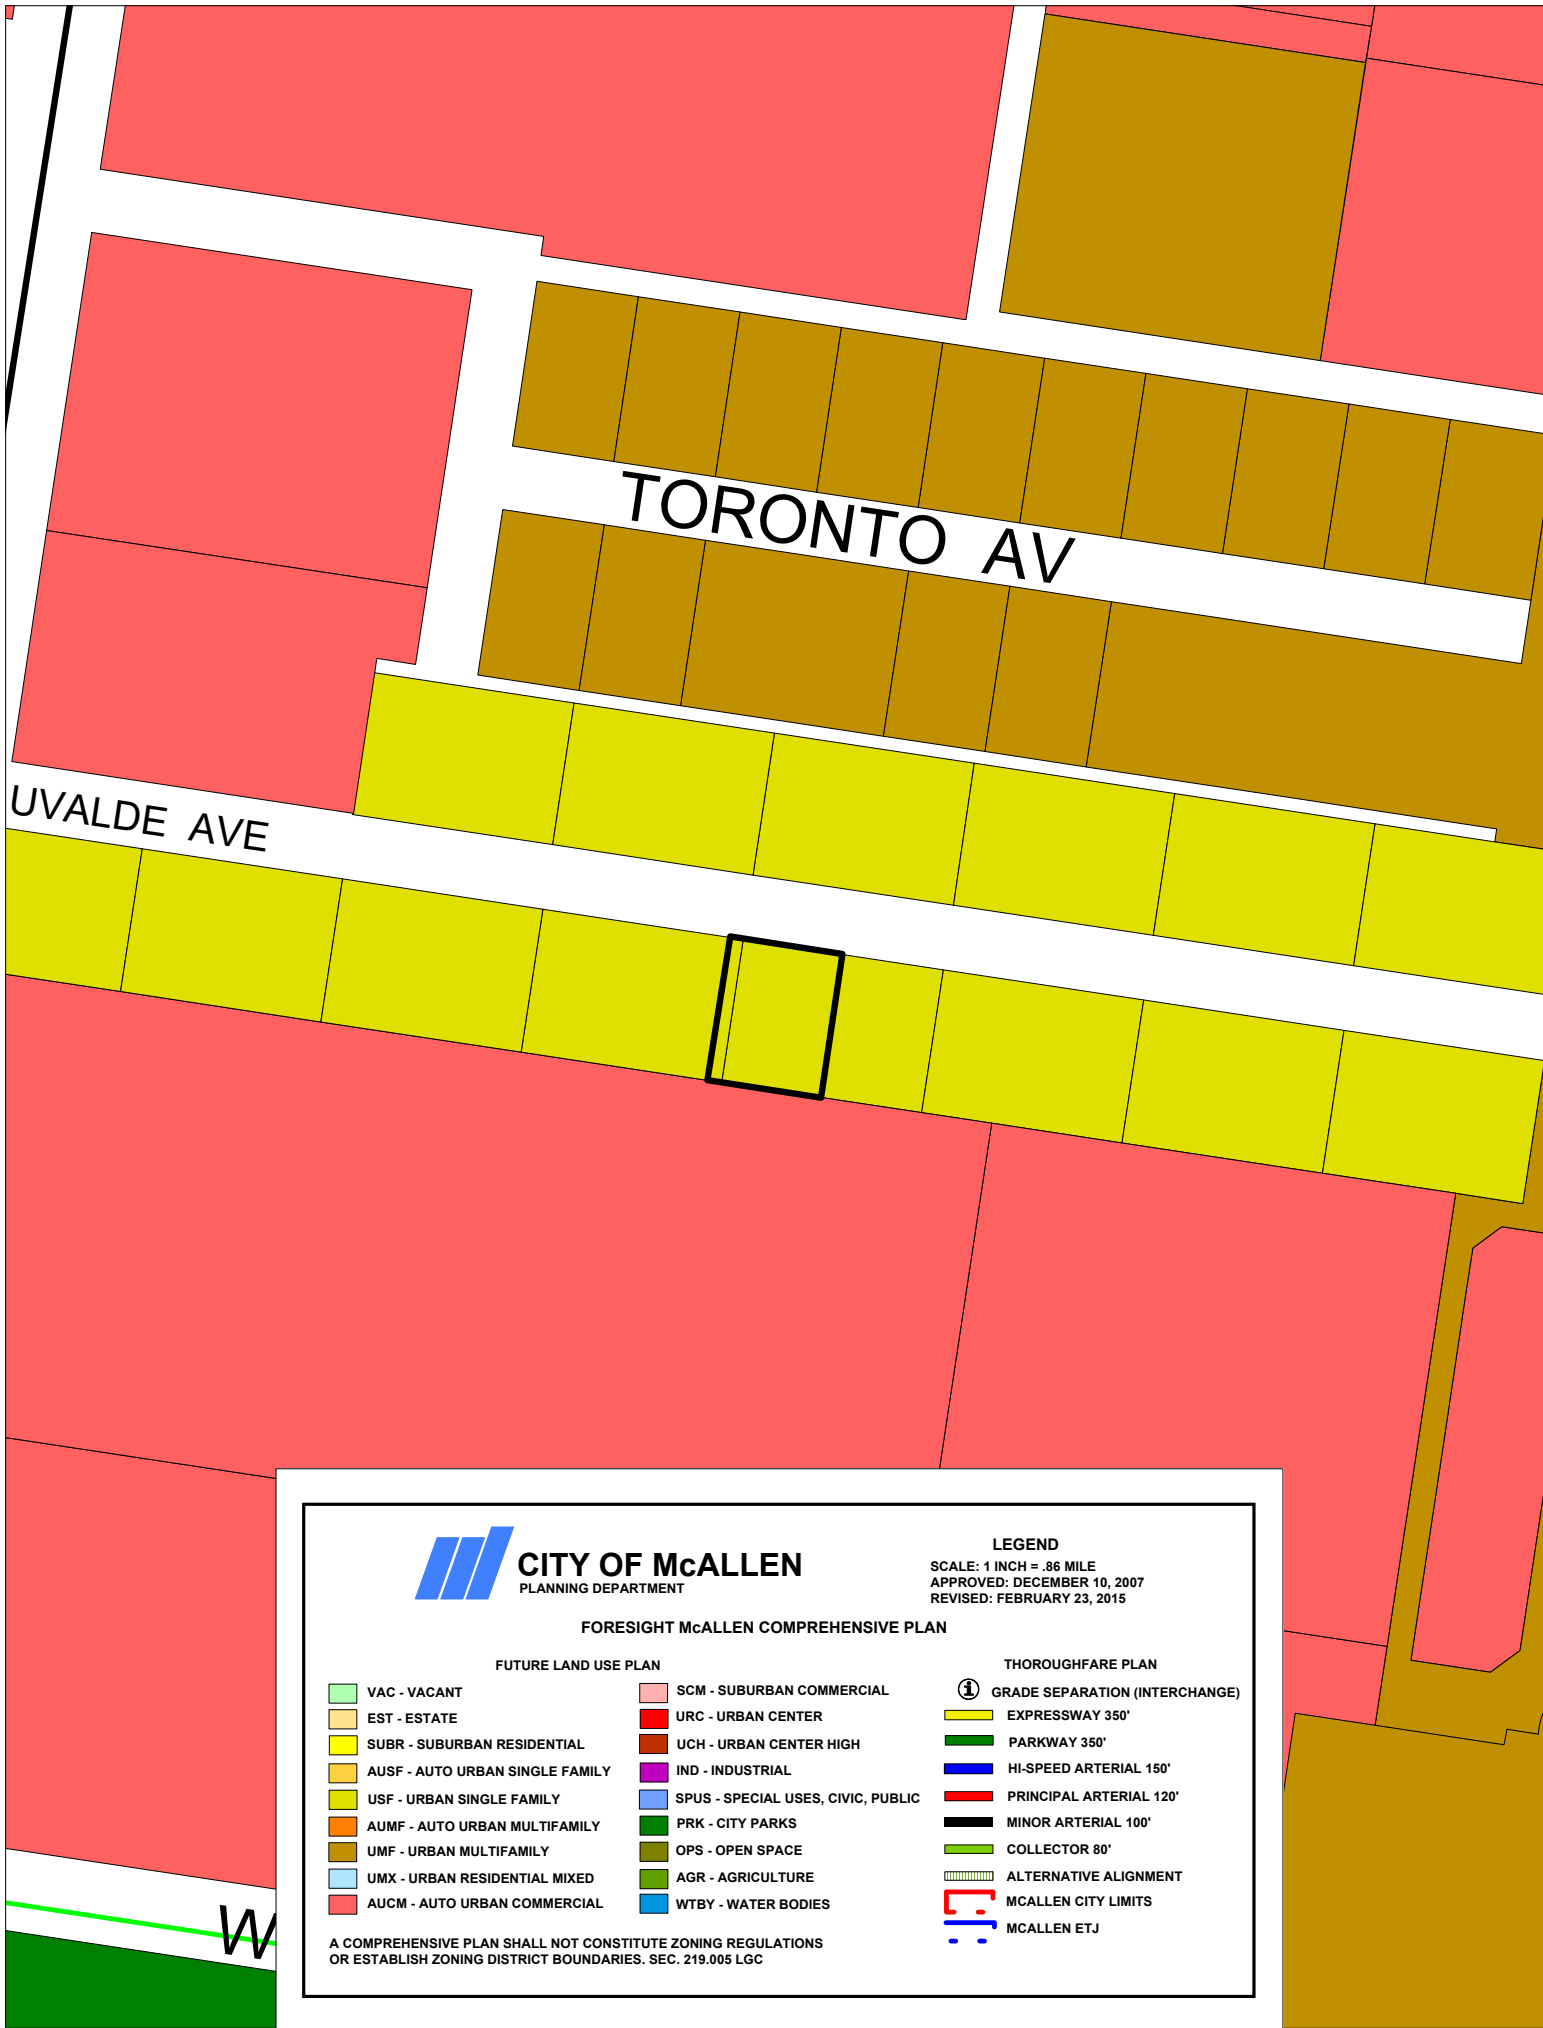 TORONTO AV
UVALDE AVE
W
CITY OF McALLEN
PLANNING DEPARTMENT
LEGEND
SCALE: 1 INCH = .86 MILE
APPROVED: DECEMBER 10, 2007
REVISED: FEBRUARY 23, 2015
FORESIGHT McALLEN COMPREHENSIVE PLAN
FUTURE LAND USE PLAN
VAC - VACANT
EST - ESTATE
SUBR - SUBURBAN RESIDENTIAL
AUSF - AUTO URBAN SINGLE FAMILY
USF - URBAN SINGLE FAMILY
AUMF - AUTO URBAN MULTIFAMILY
UMF - URBAN MULTIFAMILY
UMX - URBAN RESIDENTIAL MIXED
AUCM - AUTO URBAN COMMERCIAL
SCM - SUBURBAN COMMERCIAL
URC - URBAN CENTER
UCH - URBAN CENTER HIGH
IND - INDUSTRIAL
SPUS - SPECIAL USES, CIVIC, PUBLIC
PRK - CITY PARKS
OPS - OPEN SPACE
AGR - AGRICULTURE
WTBY - WATER BODIES
THOROUGHFARE PLAN
i GRADE SEPARATION (INTERCHANGE)
EXPRESSWAY 350'
PARKWAY 350'
HI-SPEED ARTERIAL 150'
PRINCIPAL ARTERIAL 120'
MINOR ARTERIAL 100'
COLLECTOR 80'
ALTERNATIVE ALIGNMENT
MCALLEN CITY LIMITS
MCALLEN ETJ
A COMPREHENSIVE PLAN SHALL NOT CONSTITUTE ZONING REGULATIONS
OR ESTABLISH ZONING DISTRICT BOUNDARIES. SEC. 219.005 LGC